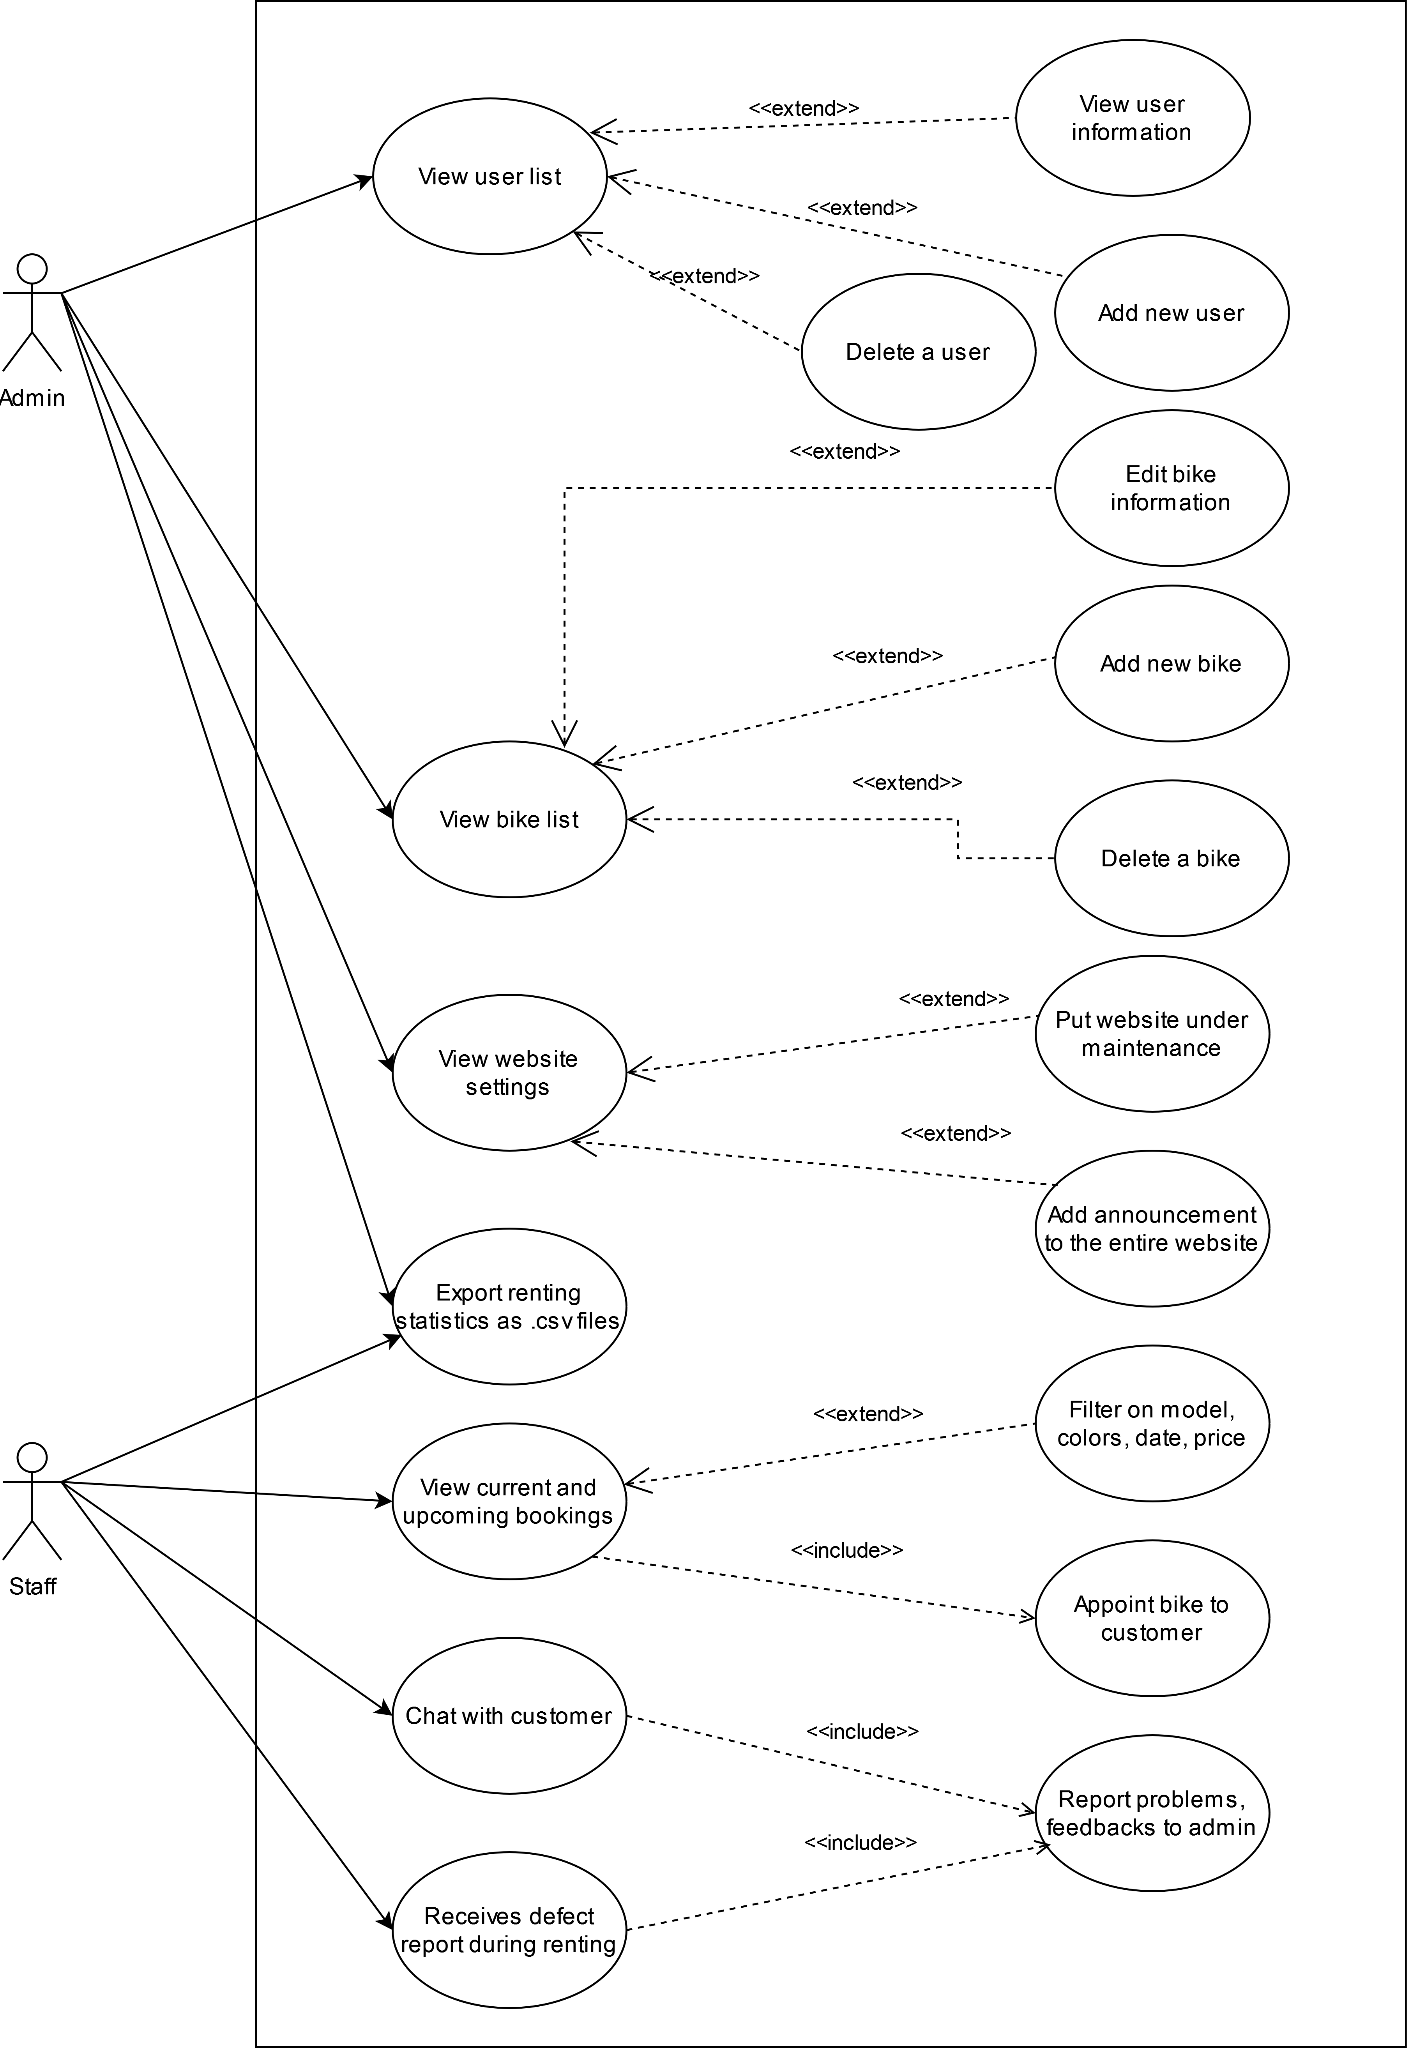 <<extend>>
View user
information
View user list
<<extend>>
Add new user
<<extend>>
Delete a user
Admin
<<extend>>
Edit bike
information
<<extend>>
Add new bike
<<extend>>
View bike list
Delete a bike
<<extend>>
Put website under
maintenance
View website
settings
<<extend>>
Add announcement
to the entire website
Export renting
statistics as .csv files
<<extend>>
Filter on model,
colors, date, price
View current and
upcoming bookings
Staff
<<include>>
Appoint bike to
customer
Chat with customer
<<include>>
Report problems,
feedbacks to admin
<<include>>
Receives defect
report during renting